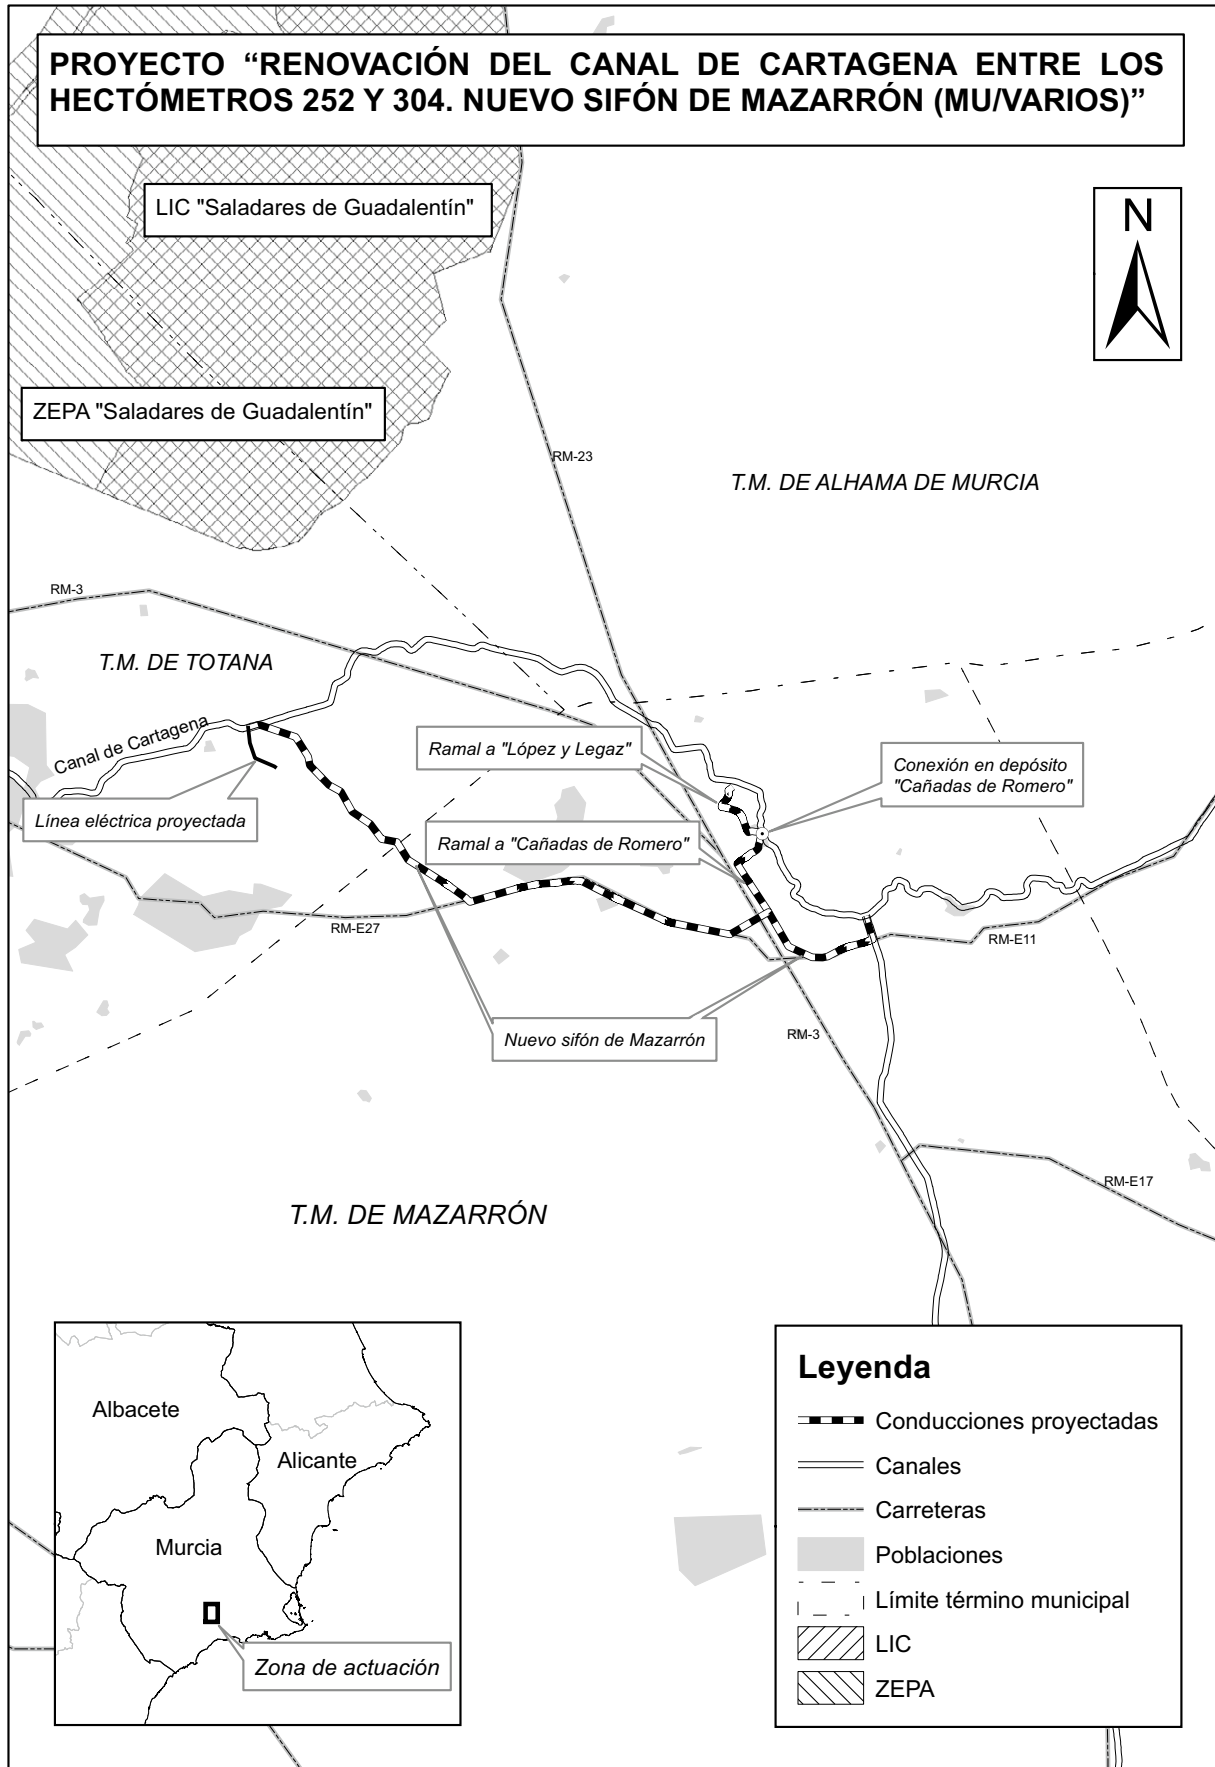 PROYECTO “RENOVACIÓN DEL CANAL DE CARTAGENA ENTRE LOS
HECTÓMETROS 252 Y 304. NUEVO SIFÓN DE MAZARRÓN (MU/VARIOS)”
LIC "Saladares de Guadalentín"
N
ZEPA "Saladares de Guadalentín"
RM-23
T.M. DE ALHAMA DE MURCIA
RM-3
T.M. DE TOTANA
Canal de Cartagena
Ramal a "López y Legaz"
Conexión en depósito
"Cañadas de Romero"
Línea eléctrica proyectada
Ramal a "Cañadas de Romero"
RM-E27
RM-E11
Nuevo sifón de Mazarrón
RM-3
RM-E17
T.M. DE MAZARRÓN
Albacete
Alicante
Murcia
Zona de actuación
Leyenda
Conducciones proyectadas
Canales
Carreteras
Poblaciones
Límite término municipal
LIC
ZEPA